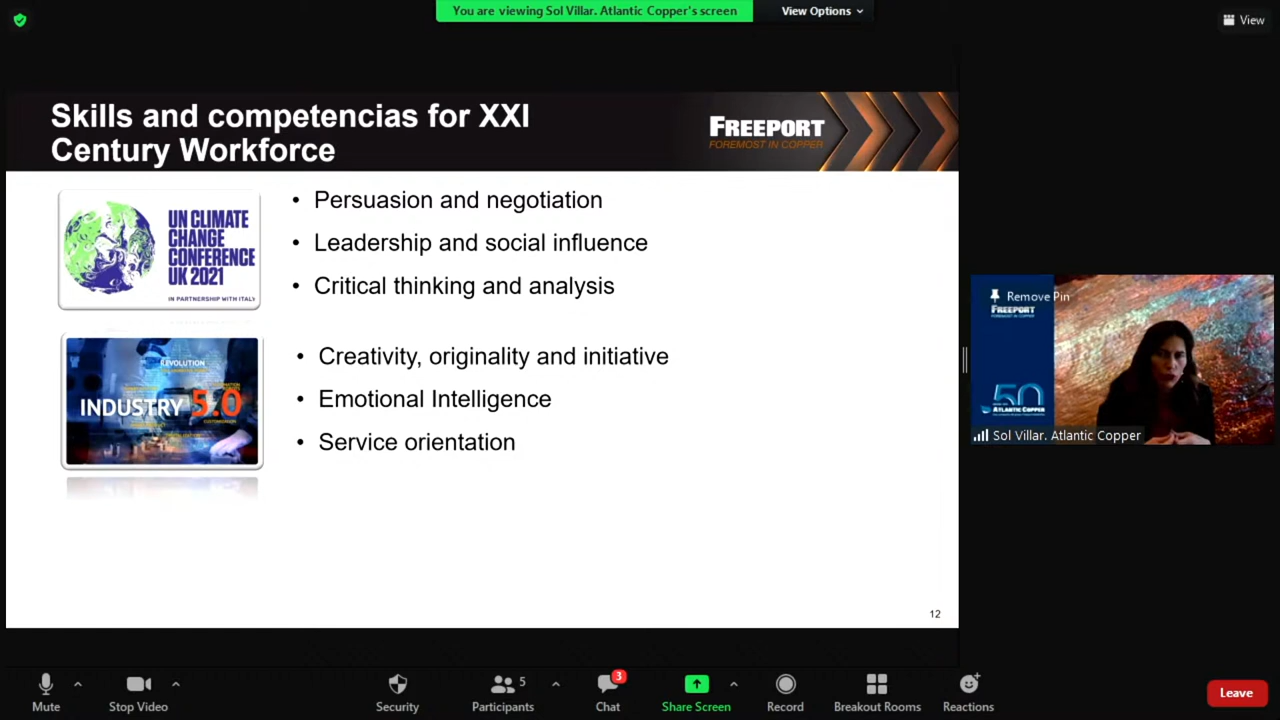 You are viewing Sol Villar. Atlantic Copper's screen
View Options
View
Skills and competencias for XXI
Century Workforce
FREEPORT
FOREMOST IN COPPER
UN CLIMATE
CHANGE
CONFERENCE
UK 2021
IN PARTNERSHIP WITH ITALY
• Persuasion and negotiation
• Leadership and social influence
• Critical thinking and analysis
REVOLUTION
INDUSTRY 5.0
• Creativity, originality and initiative
• Emotional Intelligence
• Service orientation
12
Remove Pin
FREEPORT
FOREMOST IN COPPER
50
ATLANTIC COPPER
Sol Villar. Atlantic Copper
Mute
Stop Video
Security
5
Participants
3
Chat
Share Screen
Record
Breakout Rooms
Reactions
Leave